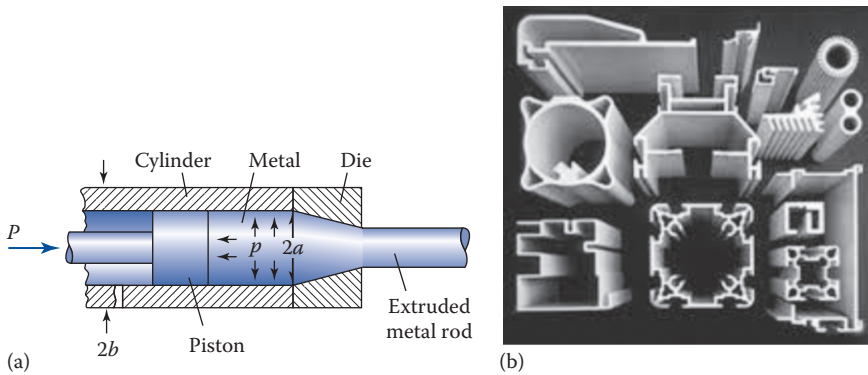 Cylinder
Metal
Die
P
p
2a
Extruded
metal rod
Piston
2b
(a)
(b)